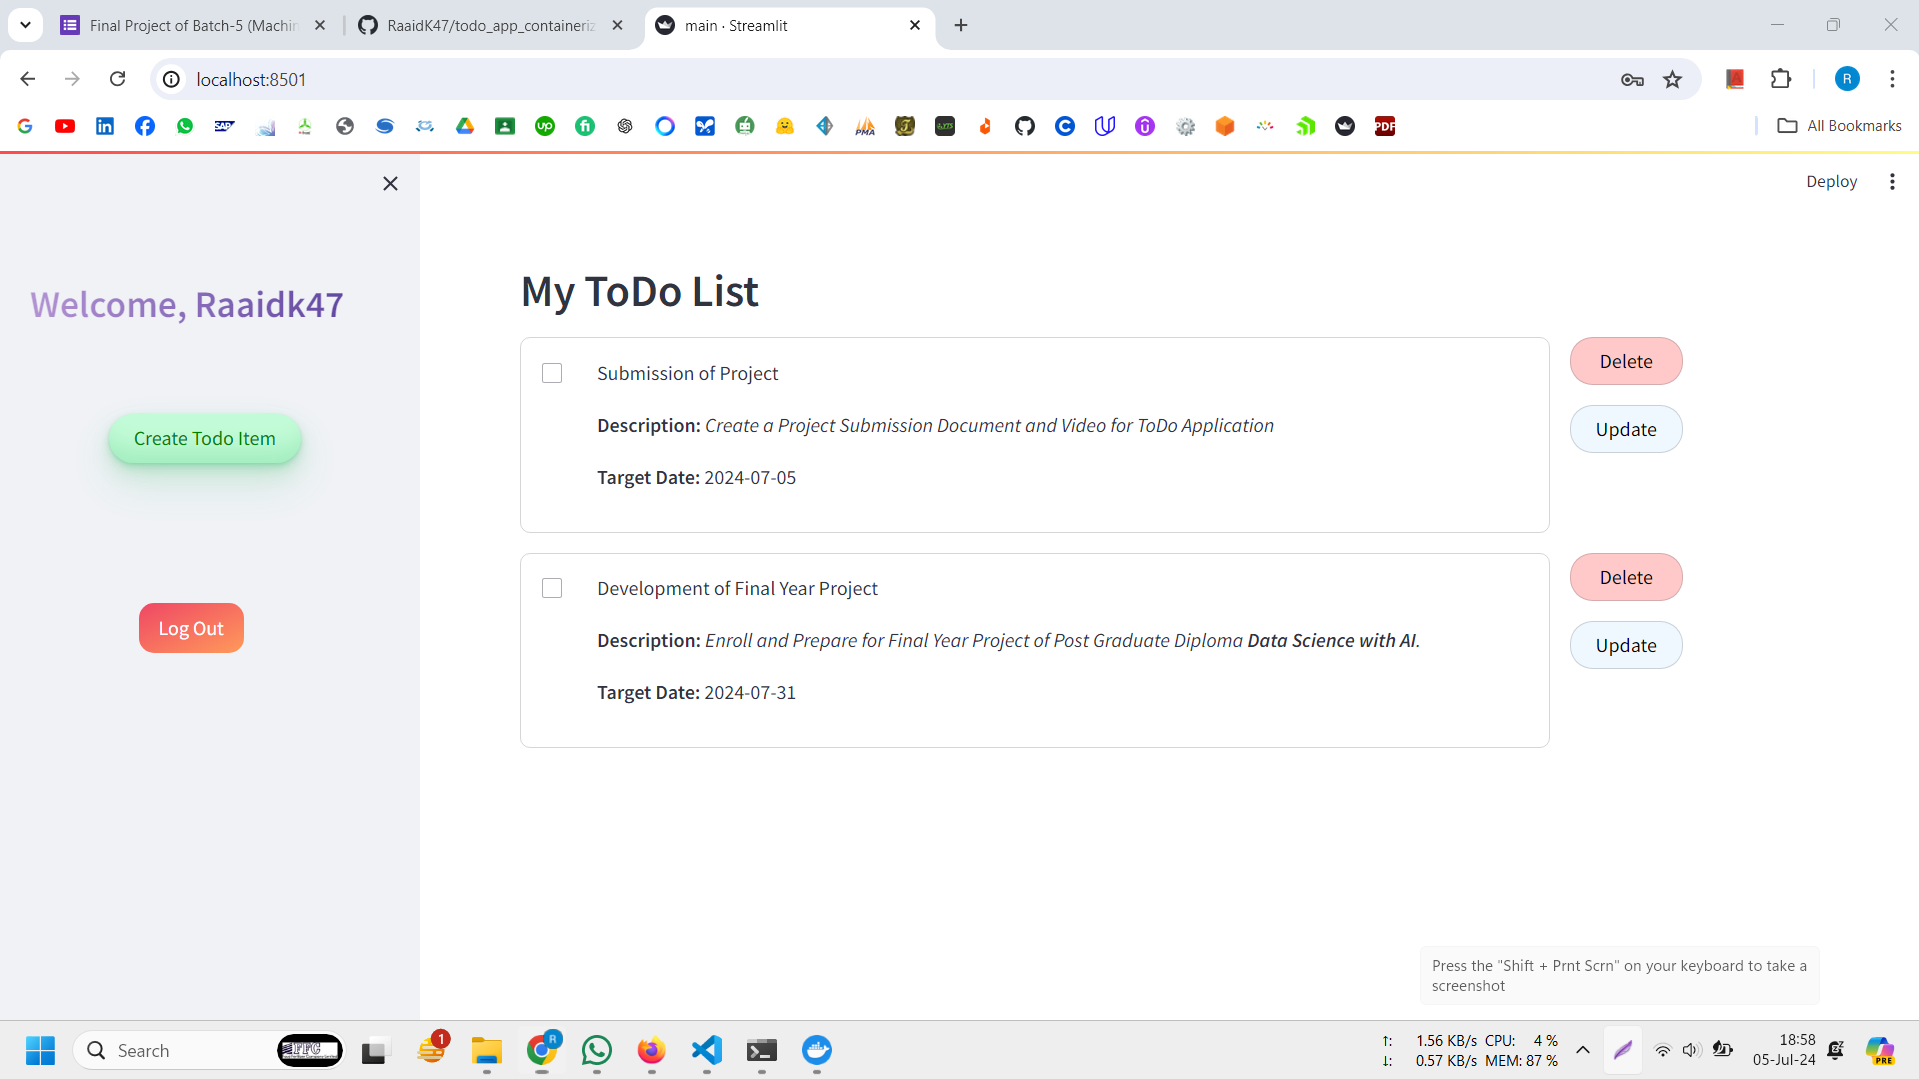 Final Project of Batch-5 (Machin
RaaidK47/todo_app_containeriz
main · Streamlit
localhost:8501
R
All Bookmarks
Deploy
Welcome, Raaidk47
Create Todo Item
Log Out
My ToDo List
Submission of Project
Description: Create a Project Submission Document and Video for ToDo Application
Target Date: 2024-07-05
Delete
Update
Development of Final Year Project
Description: Enroll and Prepare for Final Year Project of Post Graduate Diploma Data Science with AI.
Target Date: 2024-07-31
Delete
Update
Press the "Shift + Prnt Scrn" on your keyboard to take a
screenshot
Search
FFC
1
R
↑: 1.56 KB/s CPU: 4 %
↓: 0.57 KB/s MEM: 87 %
18:58
05-Jul-24
PRE